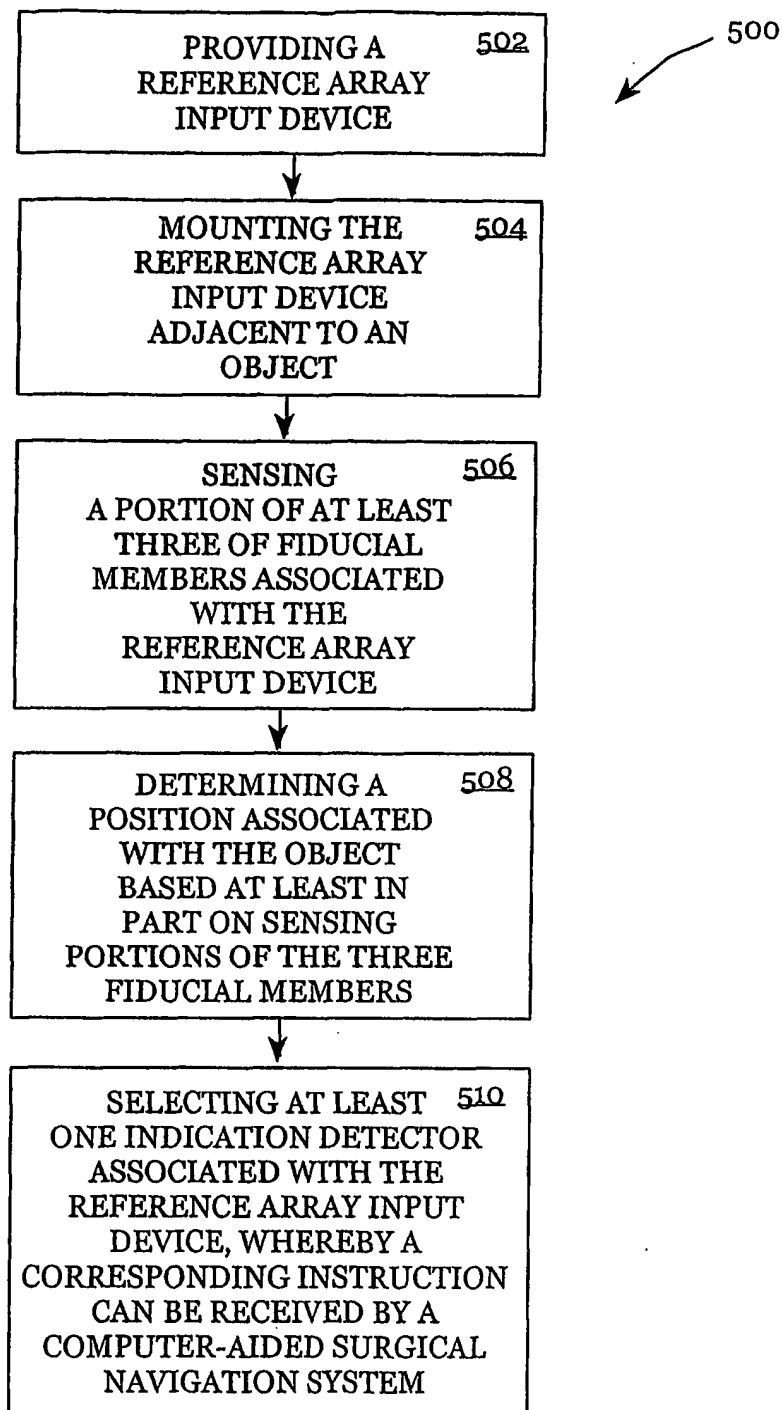 500
PROVIDING A 502
REFERENCE ARRAY
INPUT DEVICE
MOUNTING THE 504
REFERENCE ARRAY
INPUT DEVICE
ADJACENT TO AN
OBJECT
506
SENSING
A PORTION OF AT LEAST
THREE OF FIDUCIAL
MEMBERS ASSOCIATED
WITH THE
REFERENCE ARRAY
INPUT DEVICE
DETERMINING A 508
POSITION ASSOCIATED
WITH THE OBJECT
BASED AT LEAST IN
PART ON SENSING
PORTIONS OF THE THREE
FIDUCIAL MEMBERS
SELECTING AT LEAST 510
ONE INDICATION DETECTOR
ASSOCIATED WITH THE
REFERENCE ARRAY INPUT
DEVICE, WHEREBY A
CORRESPONDING INSTRUCTION
CAN BE RECEIVED BY A
COMPUTER-AIDED SURGICAL
NAVIGATION SYSTEM